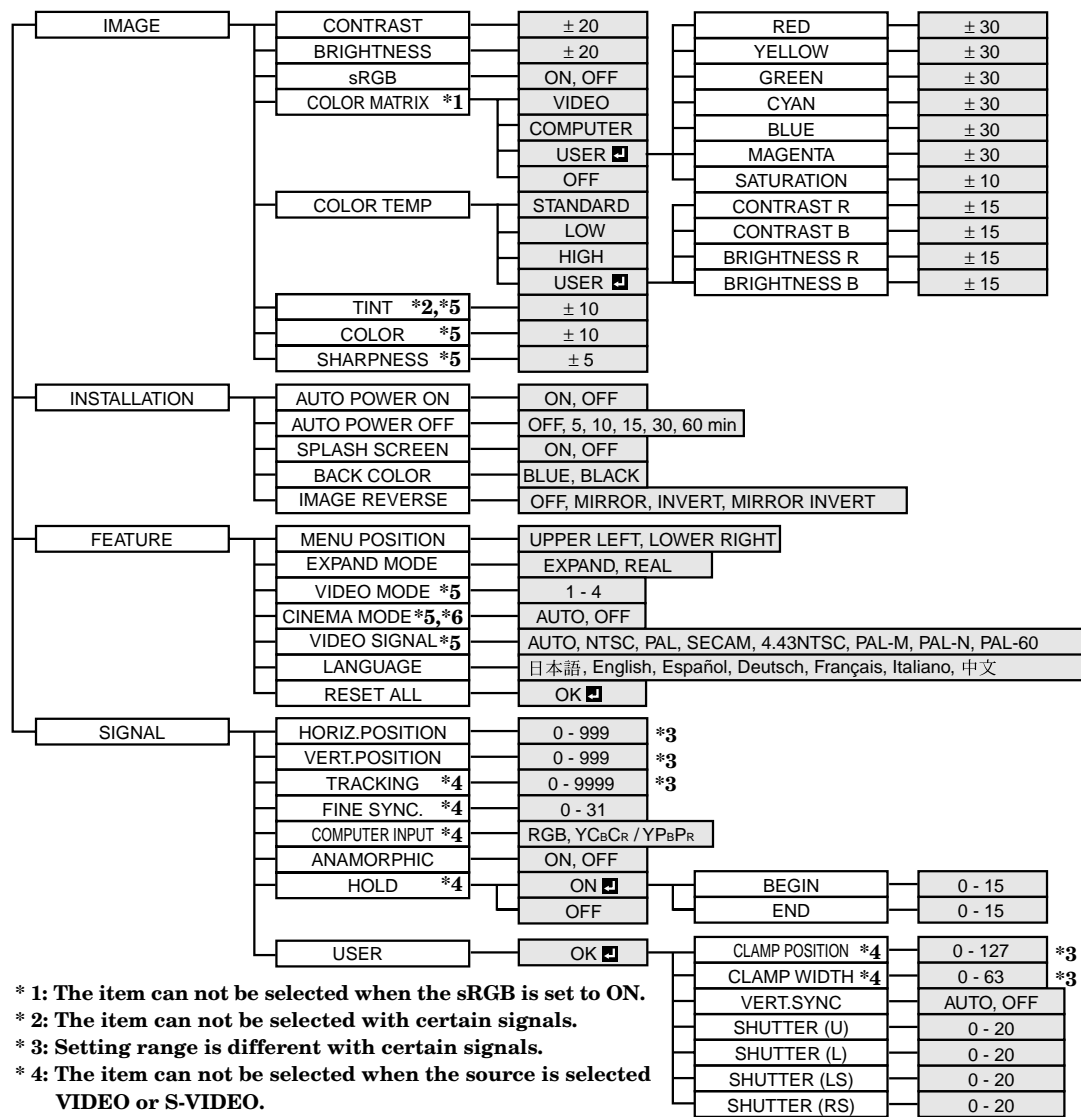 IMAGE
CONTRAST ± 20
BRIGHTNESS ± 20
sRGB ON, OFF
COLOR MATRIX *1 VIDEO
COMPUTER
USER
OFF
RED ± 30
YELLOW ± 30
GREEN ± 30
CYAN ± 30
BLUE ± 30
MAGENTA ± 30
SATURATION ± 10
COLOR TEMP STANDARD
LOW
HIGH
USER
CONTRAST R ± 15
CONTRAST B ± 15
BRIGHTNESS R ± 15
BRIGHTNESS B ± 15
TINT *2,*5 ± 10
COLOR *5 ± 10
SHARPNESS *5 ± 5
INSTALLATION
AUTO POWER ON ON, OFF
AUTO POWER OFF OFF, 5, 10, 15, 30, 60 min
SPLASH SCREEN ON, OFF
BACK COLOR BLUE, BLACK
IMAGE REVERSE OFF, MIRROR, INVERT, MIRROR INVERT
FEATURE
MENU POSITION UPPER LEFT, LOWER RIGHT
EXPAND MODE EXPAND, REAL
VIDEO MODE *5 1 - 4
CINEMA MODE*5,*6 AUTO, OFF
VIDEO SIGNAL*5 AUTO, NTSC, PAL, SECAM, 4.43NTSC, PAL-M, PAL-N, PAL-60
LANGUAGE 日本語, English, Español, Deutsch, Français, Italiano, 中文
RESET ALL OK
SIGNAL
HORIZ.POSITION 0 - 999 *3
VERT.POSITION 0 - 999 *3
TRACKING *4 0 - 9999 *3
FINE SYNC. *4 0 - 31
COMPUTER INPUT *4 RGB, YCBCR / YPBPR
ANAMORPHIC ON, OFF
HOLD *4 ON
OFF
BEGIN 0 - 15
END 0 - 15
USER OK
CLAMP POSITION *4 0 - 127 *3
CLAMP WIDTH *4 0 - 63 *3
VERT.SYNC AUTO, OFF
SHUTTER (U) 0 - 20
SHUTTER (L) 0 - 20
SHUTTER (LS) 0 - 20
SHUTTER (RS) 0 - 20
* 1: The item can not be selected when the sRGB is set to ON.
* 2: The item can not be selected with certain signals.
* 3: Setting range is different with certain signals.
* 4: The item can not be selected when the source is selected
VIDEO or S-VIDEO.